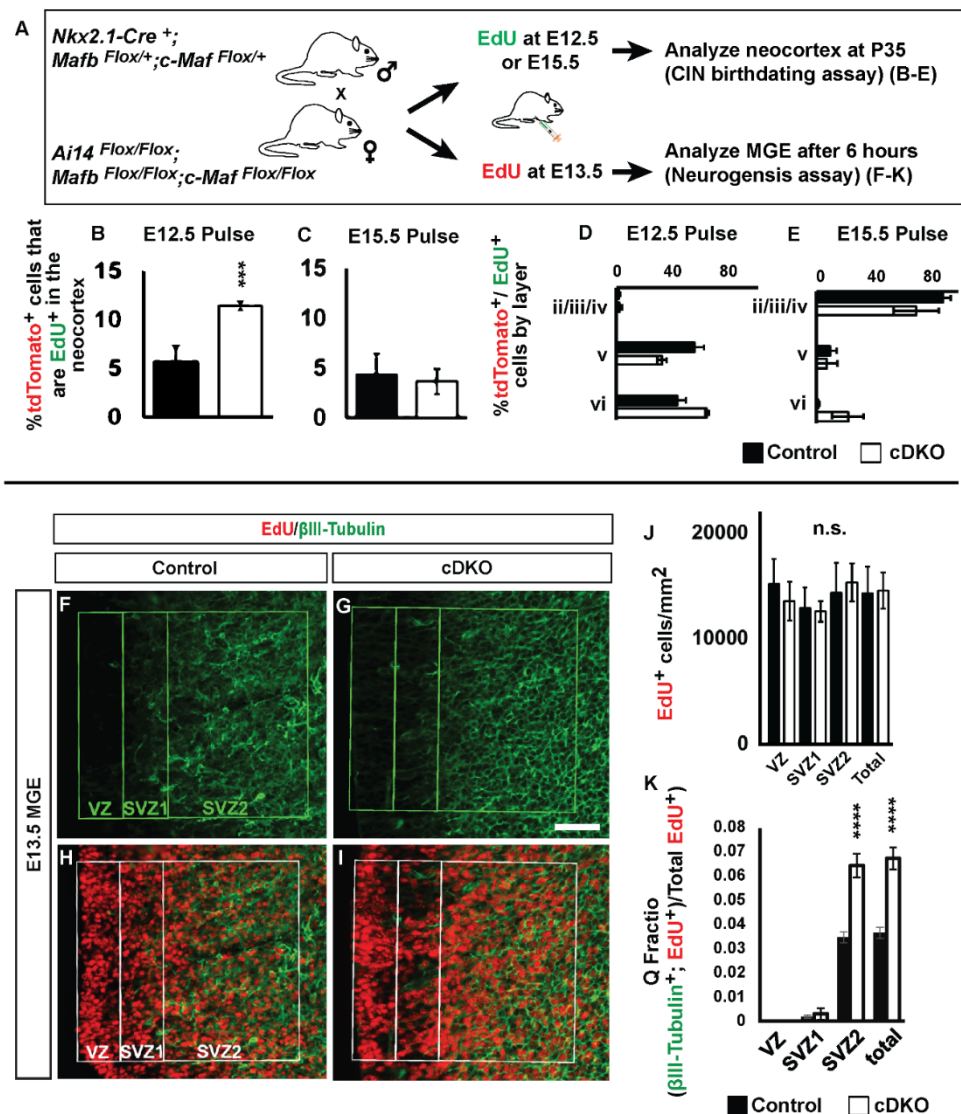 A
Nkx2.1-Cre +;
Mafb Flox/+;c-Maf Flox/+
♂
X
Ai14 Flox/Flox;
Mafb Flox/Flox;c-Maf Flox/Flox
♀
EdU at E12.5
or E15.5
Analyze neocortex at P35
(CIN birthdating assay) (B-E)
EdU at E13.5
Analyze MGE after 6 hours
(Neurogensis assay) (F-K)
B
E12.5 Pulse
%tdTomato+ cells that
are EdU+ in the
neocortex
15
10
5
0
***
C
E15.5 Pulse
15
10
5
0
D
E12.5 Pulse
%tdTomato+/ EdU+
cells by layer
0 40 80
ii/iii/iv
v
vi
E
E15.5 Pulse
0 40 80
ii/iii/iv
v
vi
Control cDKO
EdU/βIII-Tubulin
Control cDKO
E13.5 MGE
F
VZ SVZ1 SVZ2
G
H
VZ SVZ1 SVZ2
I
J
n.s.
EdU+ cells/mm2
20000
10000
0
VZ SVZ1 SVZ2 Total
K
Q Fractio
(βIII-Tubulin+; EdU+)/Total EdU+)
0.08
0.07
0.06
0.05
0.04
0.03
0.02
0.01
0
**** ****
VZ SVZ1 SVZ2 total
Control cDKO